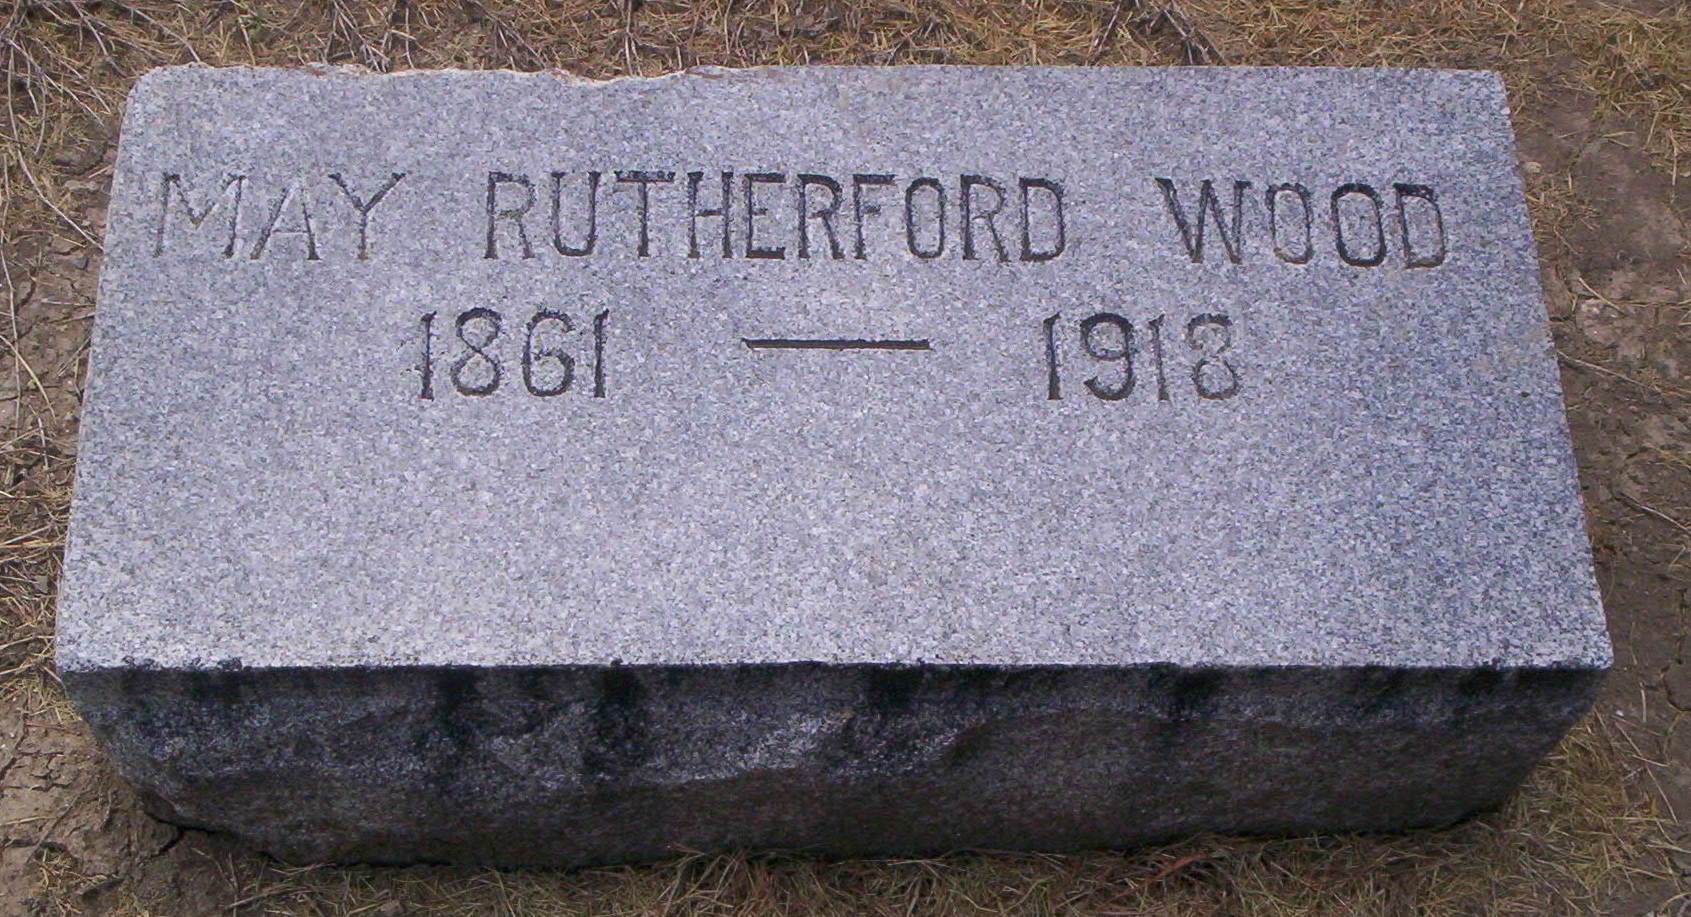 MAY RUTHERFORD WOOD
1861 — 1918